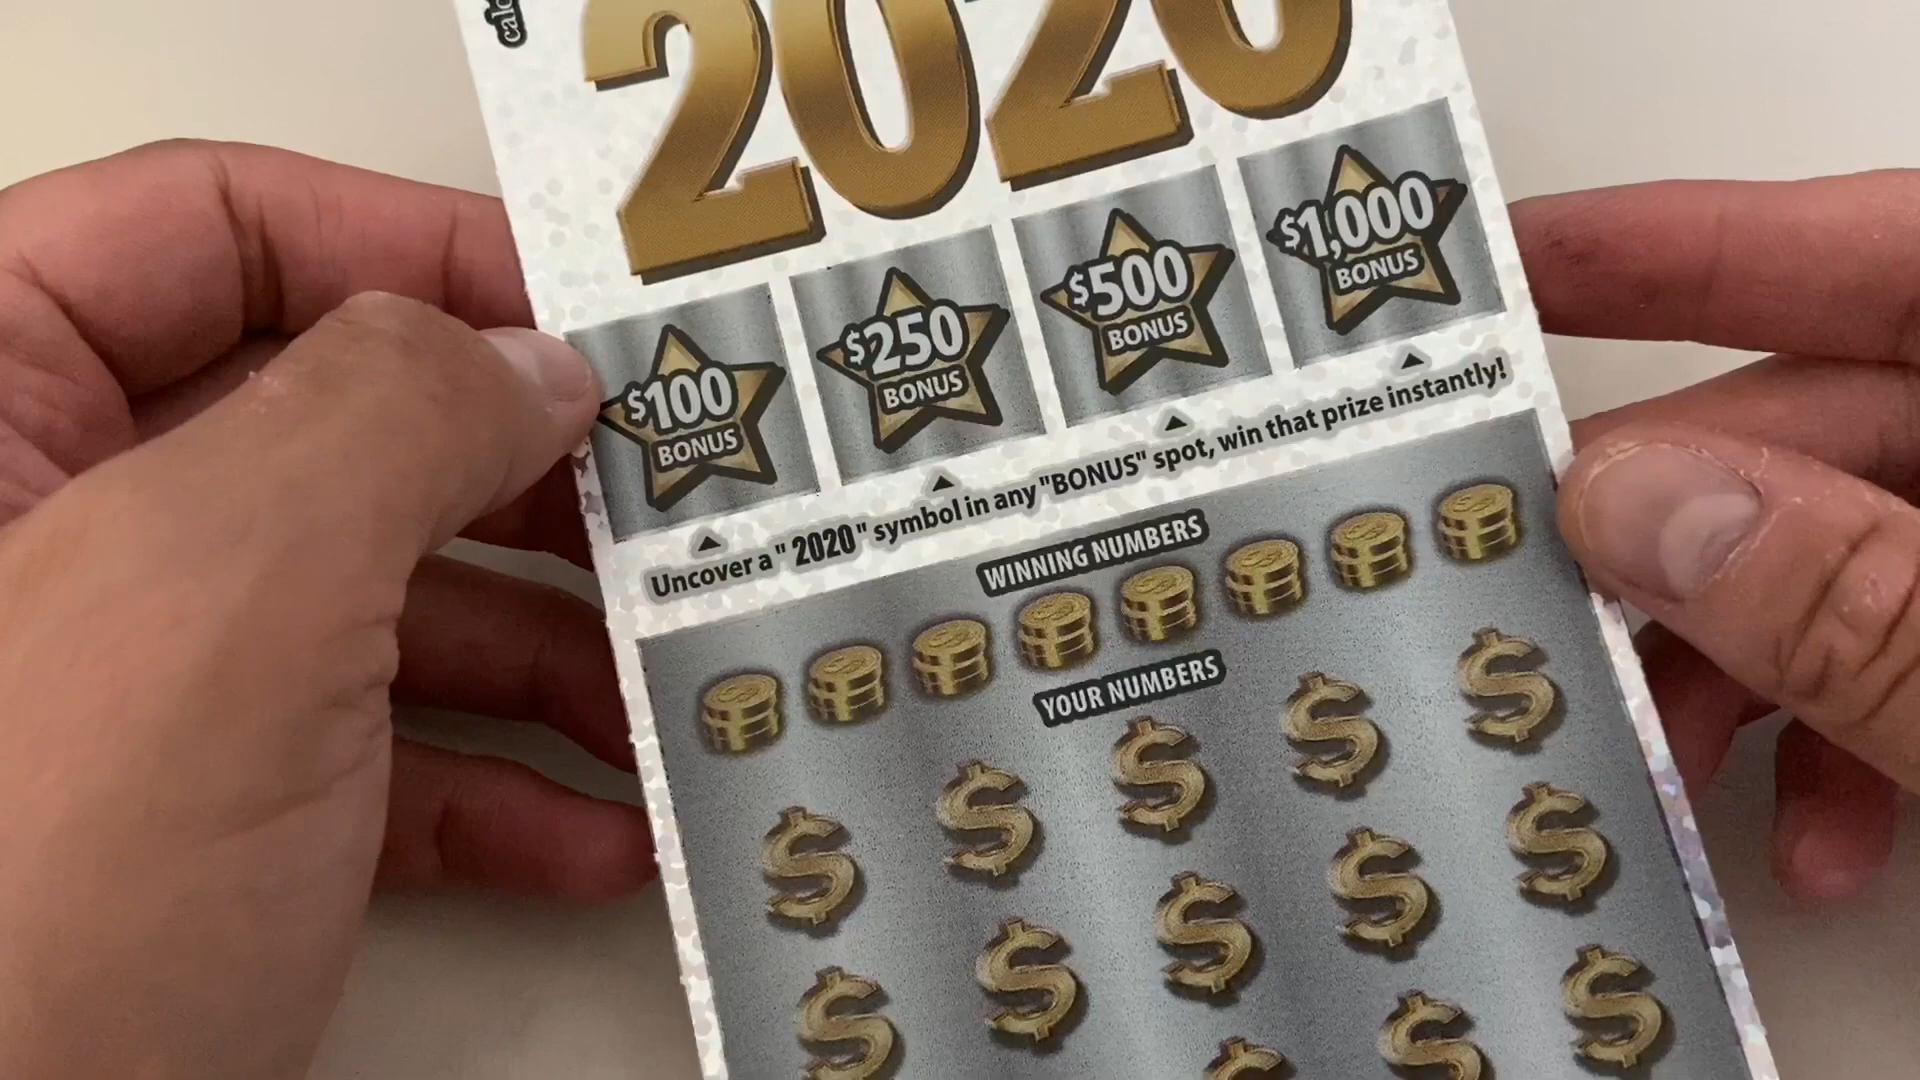 calo
2020
$100
BONUS
$250
BONUS
$500
BONUS
$1,000
BONUS
Uncover a "2020" symbol in any "BONUS" spot, win that prize instantly!
WINNING NUMBERS
YOUR NUMBERS